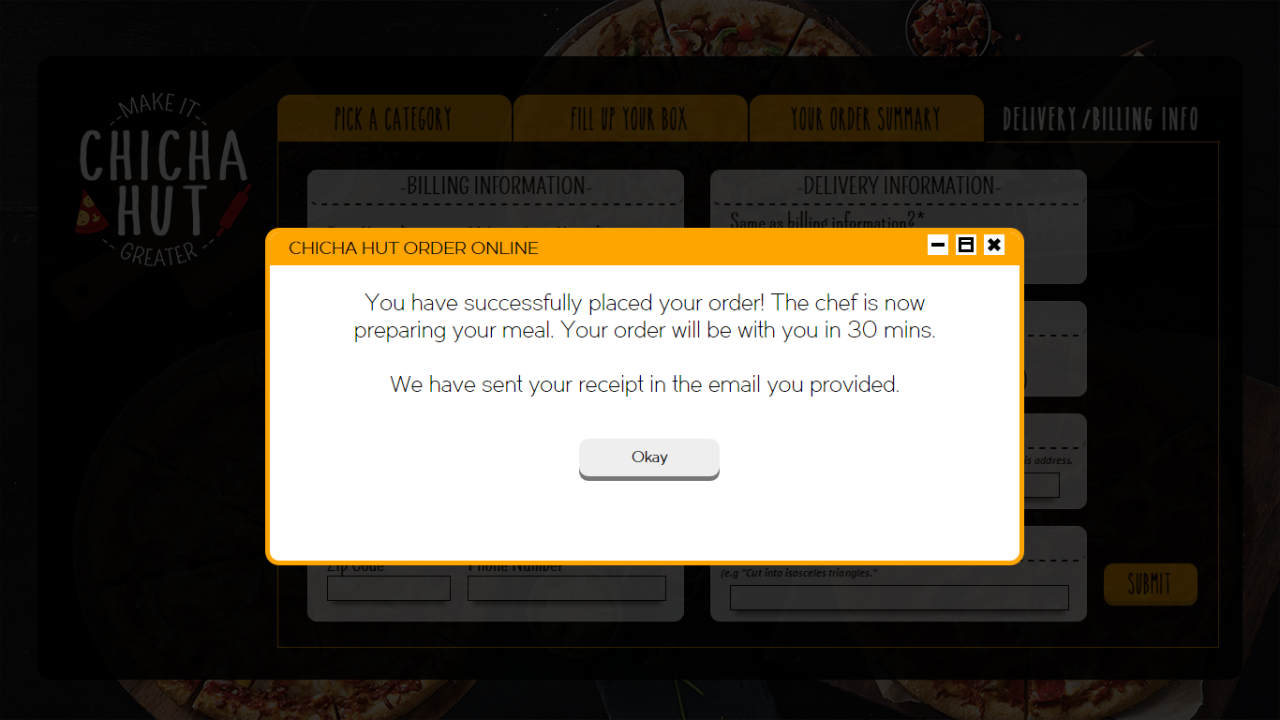 MAKE IT
CHICHA
HUT
GREATER
PICK A CATEGORY
FILL UP YOUR BOX
YOUR ORDER SUMMARY
DELIVERY/BILLING INFO
-BILLING INFORMATION-
-DELIVERY INFORMATION-
Same as billing information?*
CHICHA HUT ORDER ONLINE
You have successfully placed your order! The chef is now
preparing your meal. Your order will be with you in 30 mins.
We have sent your receipt in the email you provided.
Okay
is address.
Zip Code
Phone Number
(e.g "Cut into isosceles triangles."
SUBMIT